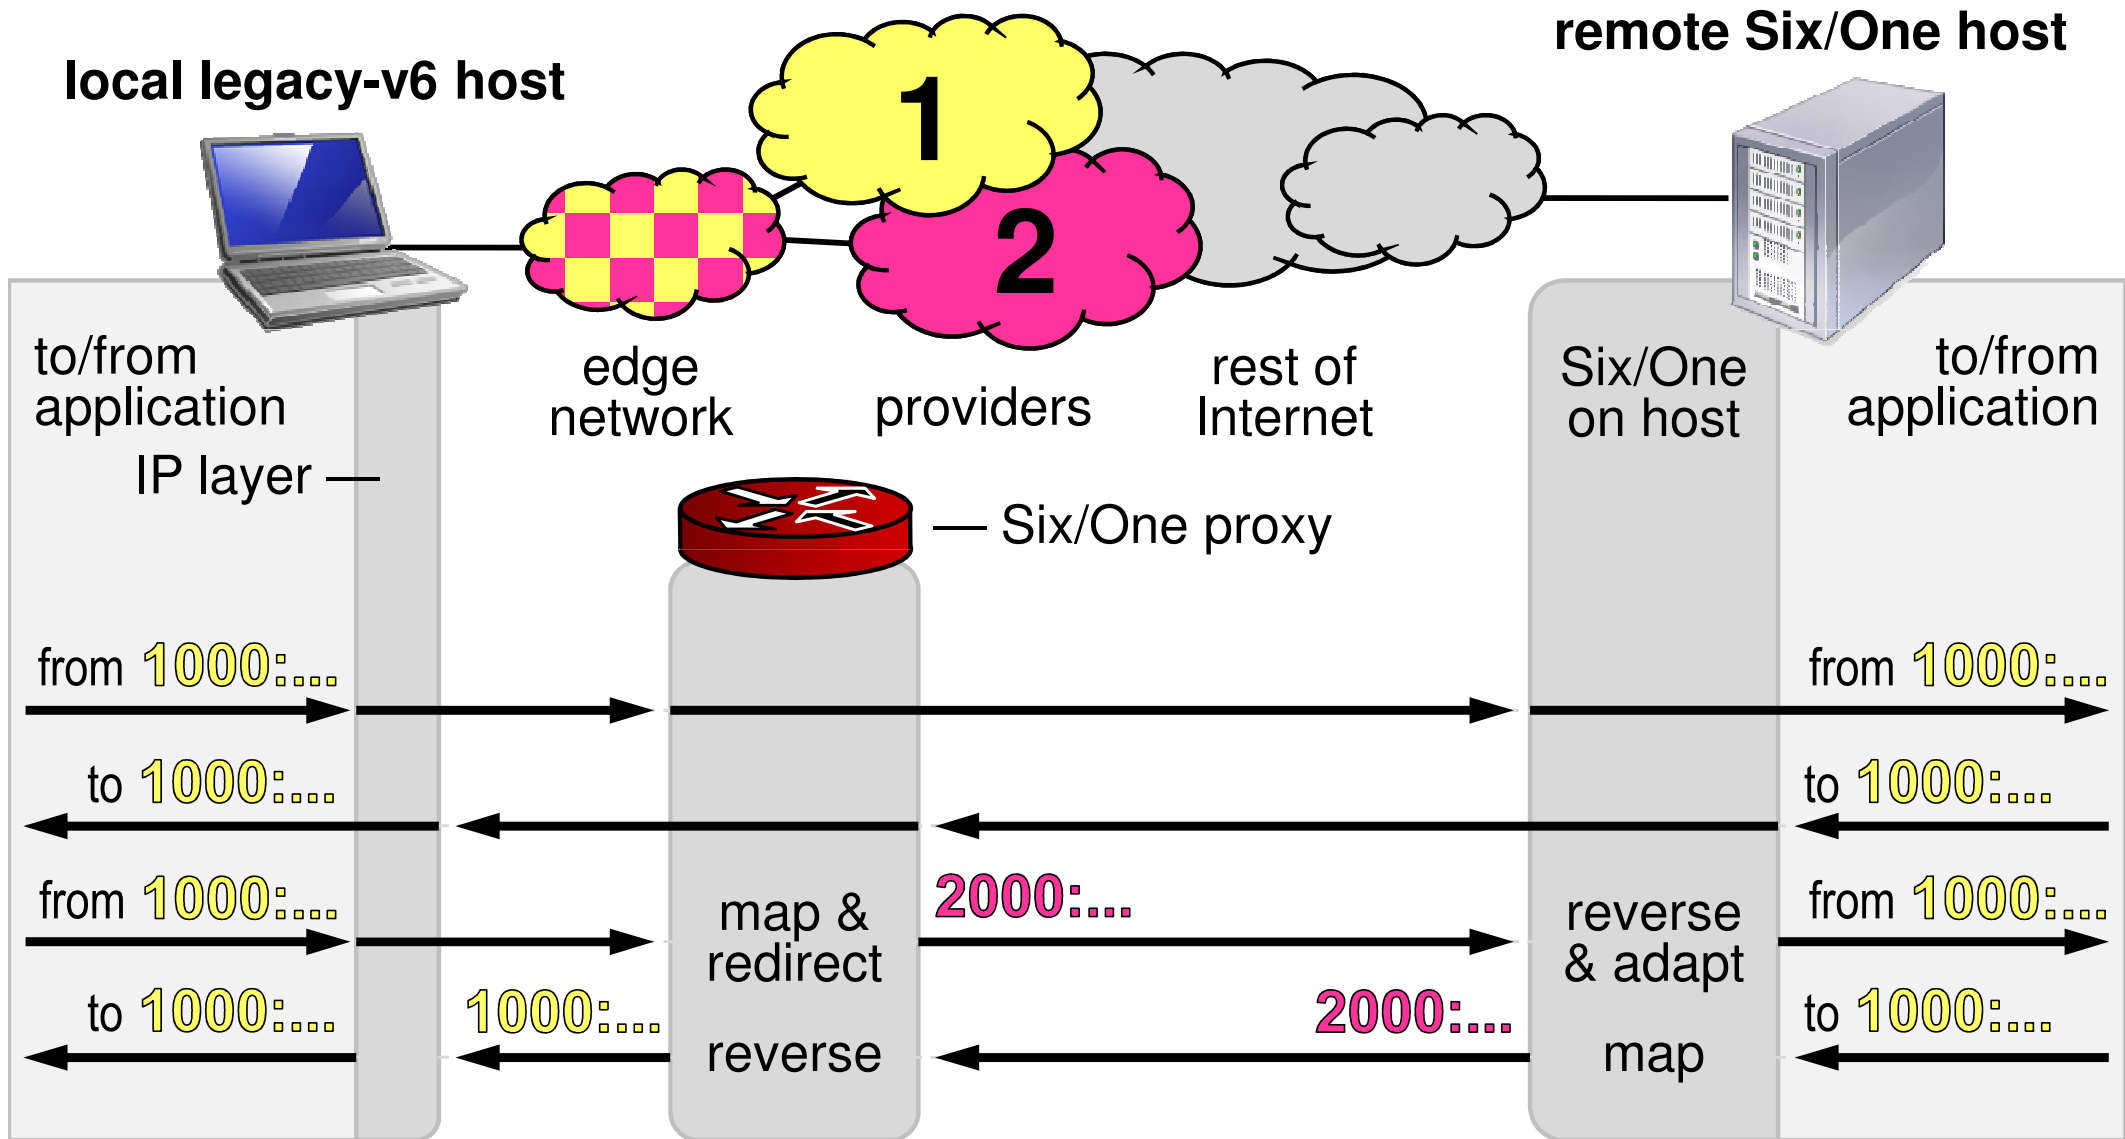 remote Six/One host
local legacy-v6 host
1
2
to/from
application
edge
network
providers
rest of
Internet
Six/One
on host
to/from
application
IP layer
Six/One proxy
from 1000:...
from 1000:...
to 1000:...
to 1000:...
from 1000:...
map &
redirect
2000:...
reverse
& adapt
from 1000:...
to 1000:...
1000:...
reverse
2000:...
map
to 1000:...